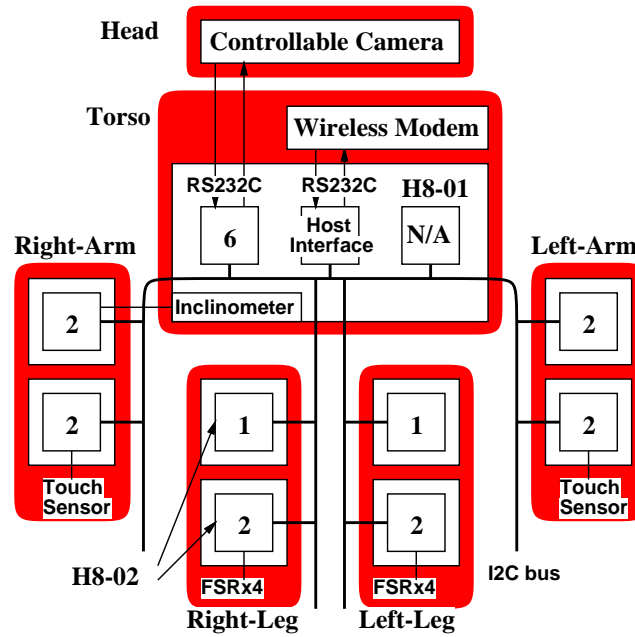 Head
Controllable Camera
Torso
Wireless Modem
RS232C
RS232C
H8-01
6
Host
Interface
N/A
Right-Arm
Left-Arm
2
Inclinometer
2
2
2
Touch
Sensor
Touch
Sensor
1
1
2
2
H8-02
FSRx4
FSRx4
I2C bus
Right-Leg
Left-Leg